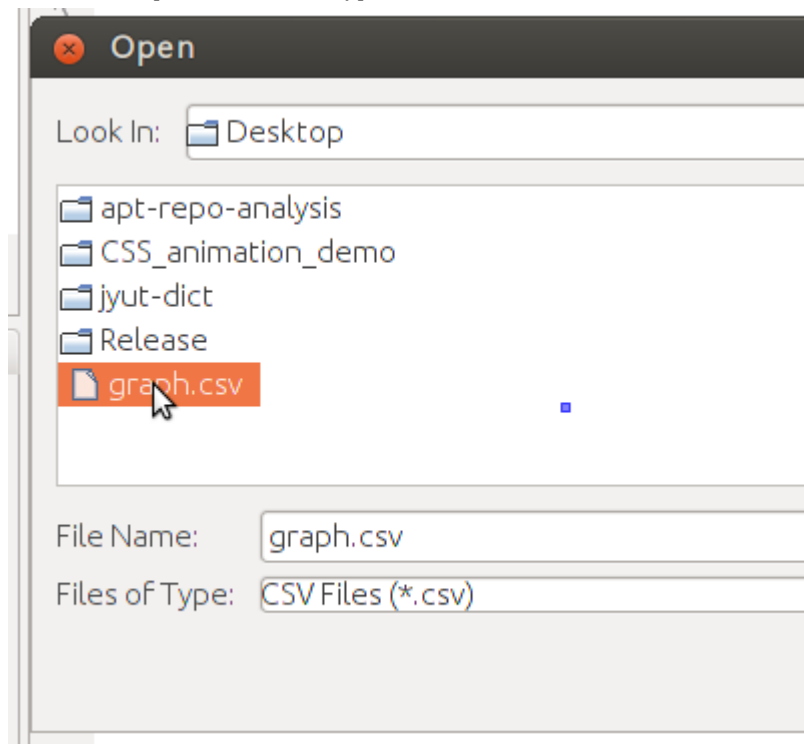 Open
Look In: Desktop
apt-repo-analysis
CSS_animation_demo
jyut-dict
Release
graph.csv
File Name: graph.csv
Files of Type: CSV Files (*.csv)